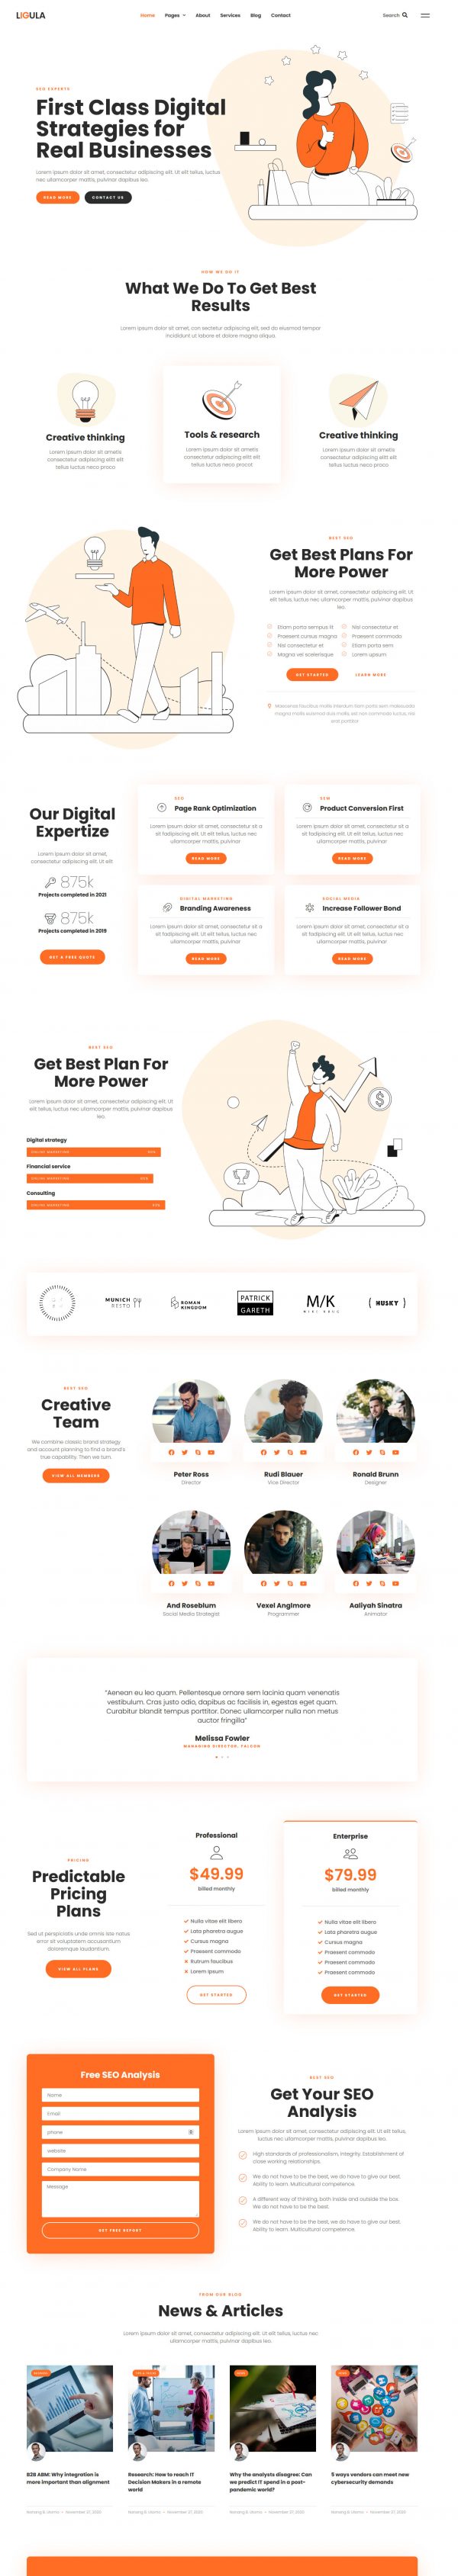 LIGULA
Home Pages About Services Blog Contact
Search
SEO EXPERTS
First Class Digital
Strategies for
Real Businesses
Lorem ipsum dolor sit amet, consectetur adipiscing elit. Ut elit tellus, luctus
nec ullamcorper mattis, pulvinar dapibus leo.
READ MORE
CONTACT US
HOW WE DO IT
What We Do To Get Best
Results
Lorem ipsum dolor sit amet, con sectetur adipiscing elit, sed do eiusmod tempor
incididunt ut labore et dolore magna aliqua.
Creative thinking
Lorem ipsum dolor sit ametis
consectetur adipiscing elit elit
tellus luctus neco proco
Tools & research
Lorem ipsum dolor sit ametis
consectetur adipiscing elit elit
tellus luctus neco procot
Creative thinking
Lorem ipsum dolor sit ametis
consectetur adipiscing elit elit
tellus luctus neco proco
BEST SEO
Get Best Plans For
More Power
Lorem ipsum dolor sit amet, consectetur adipiscing elit. Ut
elit tellus, luctus nec ullamcorper mattis, pulvinar dapibus
leo.
Etiam porta sempus it
Praesent cursus magna
Nisl consectetur et
Magna vel scelerisque
Nisl consectetur et
Praesent commodo
Etiam porta sem
Lorem upsum
GET STARTED
LEARN MORE
Our Digital
Expertize
Lorem ipsum dolor sit amet,
consectetur adipiscing elit. Ut elit
875k
Projects completed in 2021
875k
Projects completed in 2019
GET A FREE QUOTE
SEO
Page Rank Optimization
Lorem ipsum dolor sit amet, consectetur sit a
sit fadipiscing elit. Ut elit tellus, luctus nec
ullamcorper mattis, pulvinar
READ MORE
Product Conversion First
Lorem ipsum dolor sit amet, consectetur sit a
sit fadipiscing elit. Ut elit tellus, luctus nec
ullamcorper mattis, pulvinar
READ MORE
DIGITAL MARKETING
Branding Awareness
Lorem ipsum dolor sit amet, consectetur sit a
sit fadipiscing elit. Ut elit tellus, luctus nec
ullamcorper mattis, pulvinar
READ MORE
SOCIAL MEDIA
Increase Follower Bond
Lorem ipsum dolor sit amet, consectetur sit a
sit fadipiscing elit. Ut elit tellus, luctus nec
ullamcorper mattis, pulvinar
READ MORE
BEST SEO
Get Best Plan For
More Power
Lorem ipsum dolor sit amet, consectetur adipiscing elit. Ut
elit tellus, luctus nec ullamcorper mattis, pulvinar dapibus
leo.
Digital strategy
ONLINE MARKETING
Financial service
ONLINE MARKETING
Consulting
ONLINE MARKETING
MUNICH
RESTO
ROMAN
KINGDOM
PATRICK
GARETH
M/K
HUSKY
BEST SEO
Creative
Team
We combine classic brand strategy
and account planning to find a brand's
true capability. Then we turn.
VIEW ALL MEMBERS
Peter Ross
Director
Rudi Blauer
Vice Director
Ronald Brunn
Designer
And Roseblum
Social Media Strategist
Vexel Anglmore
Programmer
Aaliyah Sinatra
Animator
"Aenean eu leo quam. Pellentesque ornare sem lacinia quam venenatis
vestibulum. Cras justo odio, dapibus ac facilisis in, egestas eget quam.
Curabitur blandit tempus porttitor. Donec ullamcorper nulla non metus
auctor fringilla"
Melissa Fowler
MANAGING DIRECTOR, FALCON
PRICING
Predictable
Pricing
Plans
Sed ut perspiciatis unde omnis iste natus
error sit voluptatem accusantium
doloremque laudantium.
VIEW ALL PLANS
Professional
$49.99
billed monthly
Nulla vitae elit libero
Lata pharetra augue
Cursus magna
Praesent commodo
Rutrum faucibus
Lorem ipsum
GET STARTED
Enterprise
$79.99
billed monthly
Nulla vitae elit libero
Lata pharetra augue
Cursus magna
Praesent commodo
Praesent commodo
Praesent commodo
GET STARTED
Free SEO Analysis
Name
Email
phone
website
Company Name
Message
GET FREE REPORT
BEST SEO
Get Your SEO
Analysis
Lorem ipsum dolor sit amet, consectetur adipiscing elit. Ut elit tellus,
luctus nec ullamcorper mattis, pulvinar dapibus leo.
High standards of professionalism, integrity. Establishment of
close working relationships.
We do not have to be the best, we do have to give our best.
Ability to learn. Multicultural competence.
A different way of thinking, both inside and outside the box.
We do not have to be the best.
We do not have to be the best, we do have to give our best.
Ability to learn. Multicultural competence.
FROM OUR BLOG
News & Articles
Lorem ipsum dolor sit amet, consectetur adipiscing elit. Ut elit tellus, luctus nec
ullamcorper mattis, pulvinar dapibus leo.
B2B ABM: Why integration is
more important than alignment
Research: How to reach IT
Decision Makers in a remote
world
Why the analysts disagree: Can
we predict IT spend in a post-
pandemic world?
5 ways vendors can meet new
cybersecurity demands